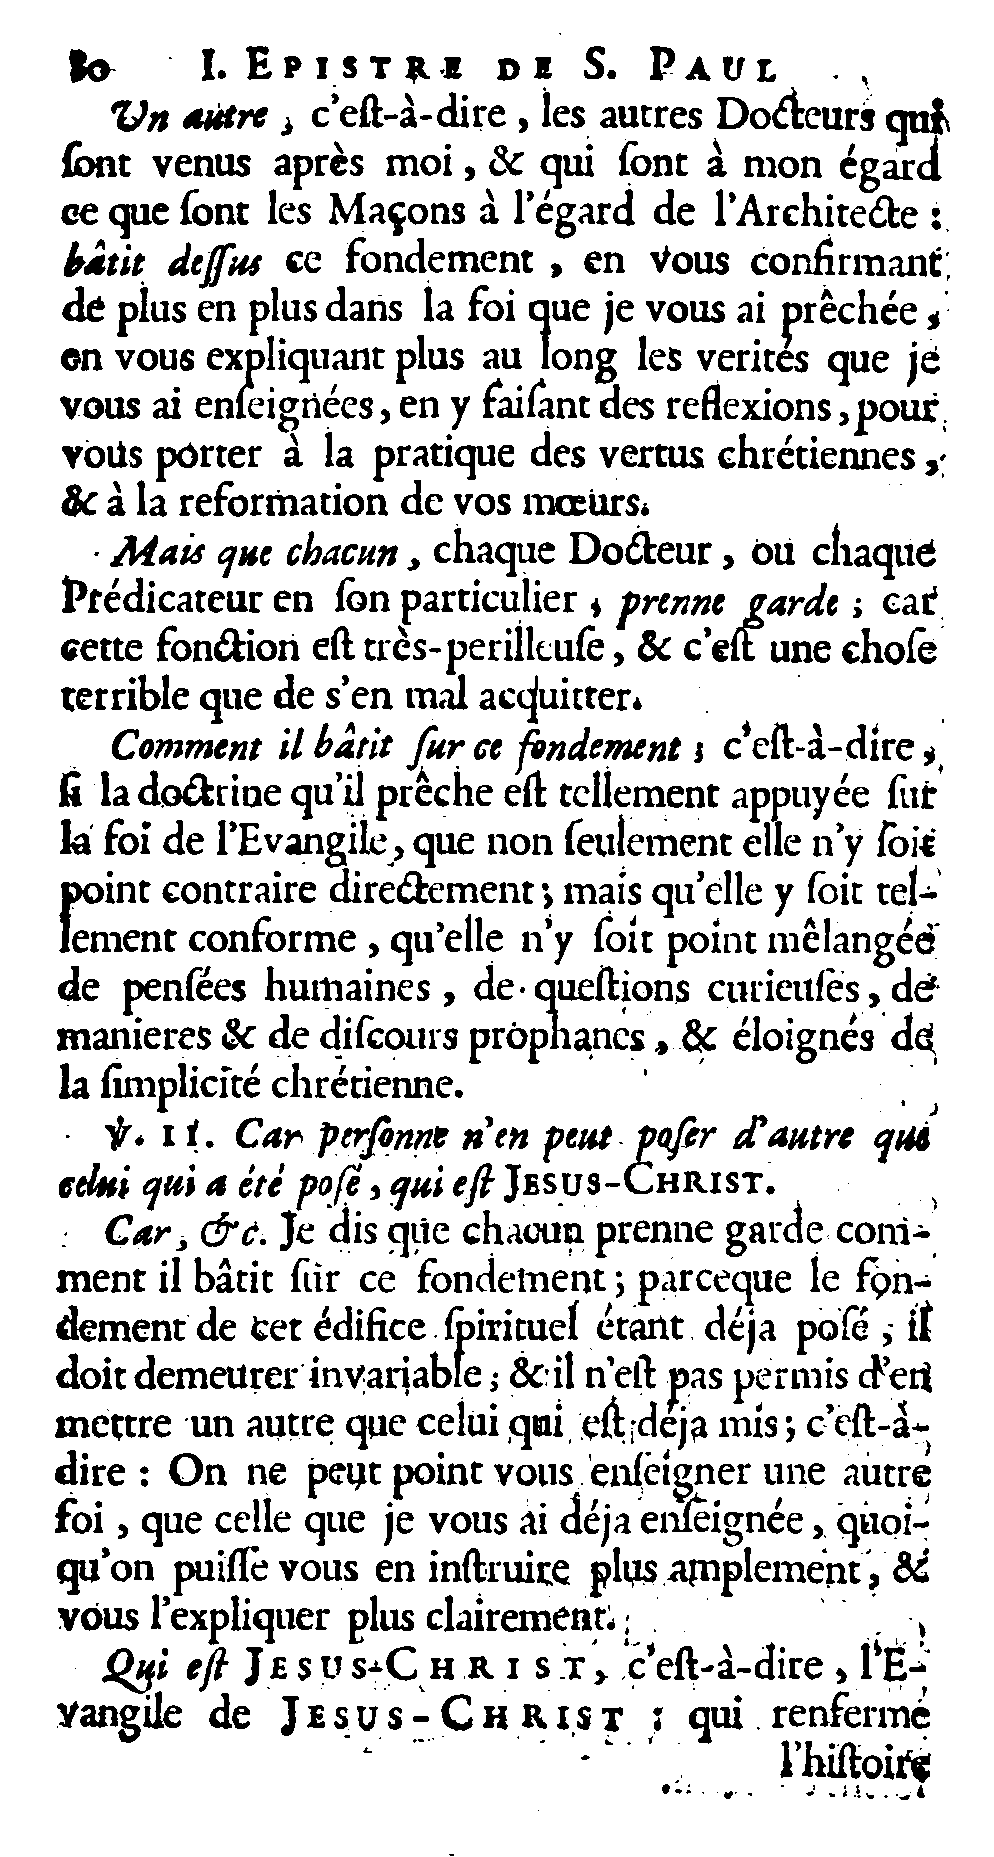 80 I. EPISTRE DE S. PAUL
Un autre, c'eſt-à-dire, les autres Docteurs qui
ſont venus après moi, & qui ſont à mon égard
ce que ſont les Maçons à l'égard de l'Architecte:
bâtit deſſus ce fondement, en vous confirmant
de plus en plus dans la foi que je vous ai prêchée,
en vous expliquant plus au long les verités que je
vous ai enſeignées, en y faiſant des reflexions, pour
vous porter à la pratique des vertus chrétiennes,
& à la reformation de vos mœurs.
Mais que chacun, chaque Docteur, ou chaque
Prédicateur en ſon particulier, prenne garde; car
cette fonction eſt très-perilleuſe, & c'eſt une choſe
terrible que de s'en mal acquitter.
Comment il bâtit ſur ce fondement; c'eſt-à-dire,
ſi la doctrine qu'il prêche eſt tellement appuyée ſur
la foi de l'Evangile, que non ſeulement elle n'y ſoit
point contraire directement; mais qu'elle y ſoit tel-
lement conforme, qu'elle n'y ſoit point mêlangée
de penſées humaines, de queſtions curieuſes, de
manieres & de diſcours prophanes, & éloignés de
la ſimplicité chrétienne.
℣. 11. Car perſonne n'en peut poſer d'autre que
celui qui a été poſé, qui eſt JESUS-CHRIST.
Car, &c. Je dis que chacun prenne garde com-
ment il bâtit ſur ce fondement; parceque le fon-
dement de cet édifice ſpirituel étant déja poſé, il
doit demeurer invariable; & il n'eſt pas permis d'en
mettre un autre que celui qui eſt déja mis; c'eſt-à-
dire: On ne peut point vous enſeigner une autre
foi, que celle que je vous ai déja enſeignée, quoi-
qu'on puiſſe vous en inſtruire plus amplement, &
vous l'expliquer plus clairement.
Qui eſt JESUS-CHRIST, c'eſt-à-dire, l'E-
vangile de JESUS-CHRIST: qui renferme
l'hiſtoire